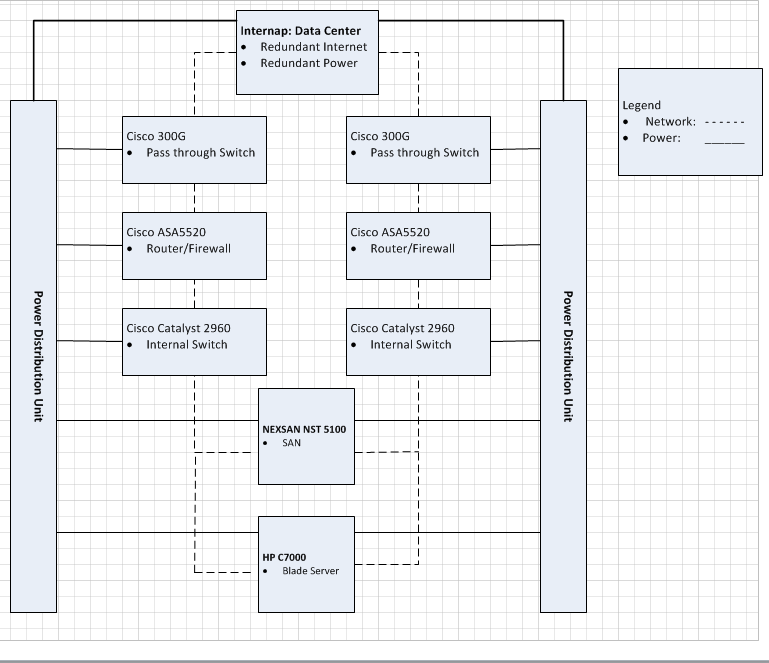 Internap: Data Center
• Redundant Internet
• Redundant Power
Legend
• Network: - - - - - -
• Power: ______
Cisco 300G
• Pass through Switch
Cisco 300G
• Pass through Switch
Cisco ASA5520
• Router/Firewall
Cisco ASA5520
• Router/Firewall
Power Distribution Unit
Power Distribution Unit
Cisco Catalyst 2960
• Internal Switch
Cisco Catalyst 2960
• Internal Switch
NEXSAN NST 5100
• SAN
HP C7000
• Blade Server